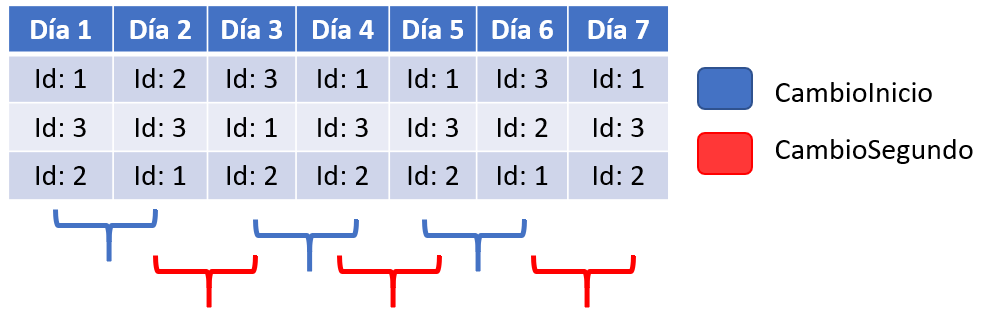 Día 1 Día 2 Día 3 Día 4 Día 5 Día 6 Día 7
Id: 1 Id: 2 Id: 3 Id: 1 Id: 1 Id: 3 Id: 1
Id: 3 Id: 3 Id: 1 Id: 3 Id: 3 Id: 2 Id: 3
Id: 2 Id: 1 Id: 2 Id: 2 Id: 2 Id: 1 Id: 2
CambioInicio
CambioSegundo